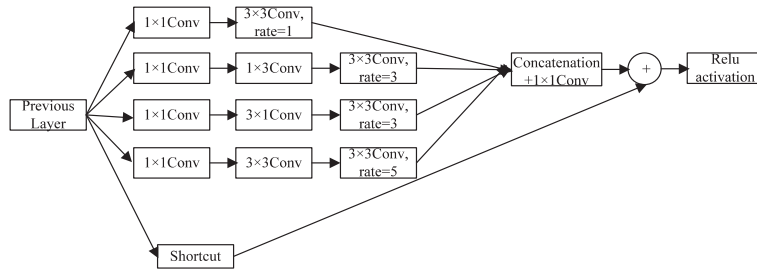 Previous
Layer
1×1Conv
3×3Conv,
rate=1
1×1Conv
1×3Conv
3×3Conv,
rate=3
1×1Conv
3×1Conv
3×3Conv,
rate=3
1×1Conv
3×3Conv
3×3Conv,
rate=5
Shortcut
Concatenation
+1×1Conv
+
Relu
activation